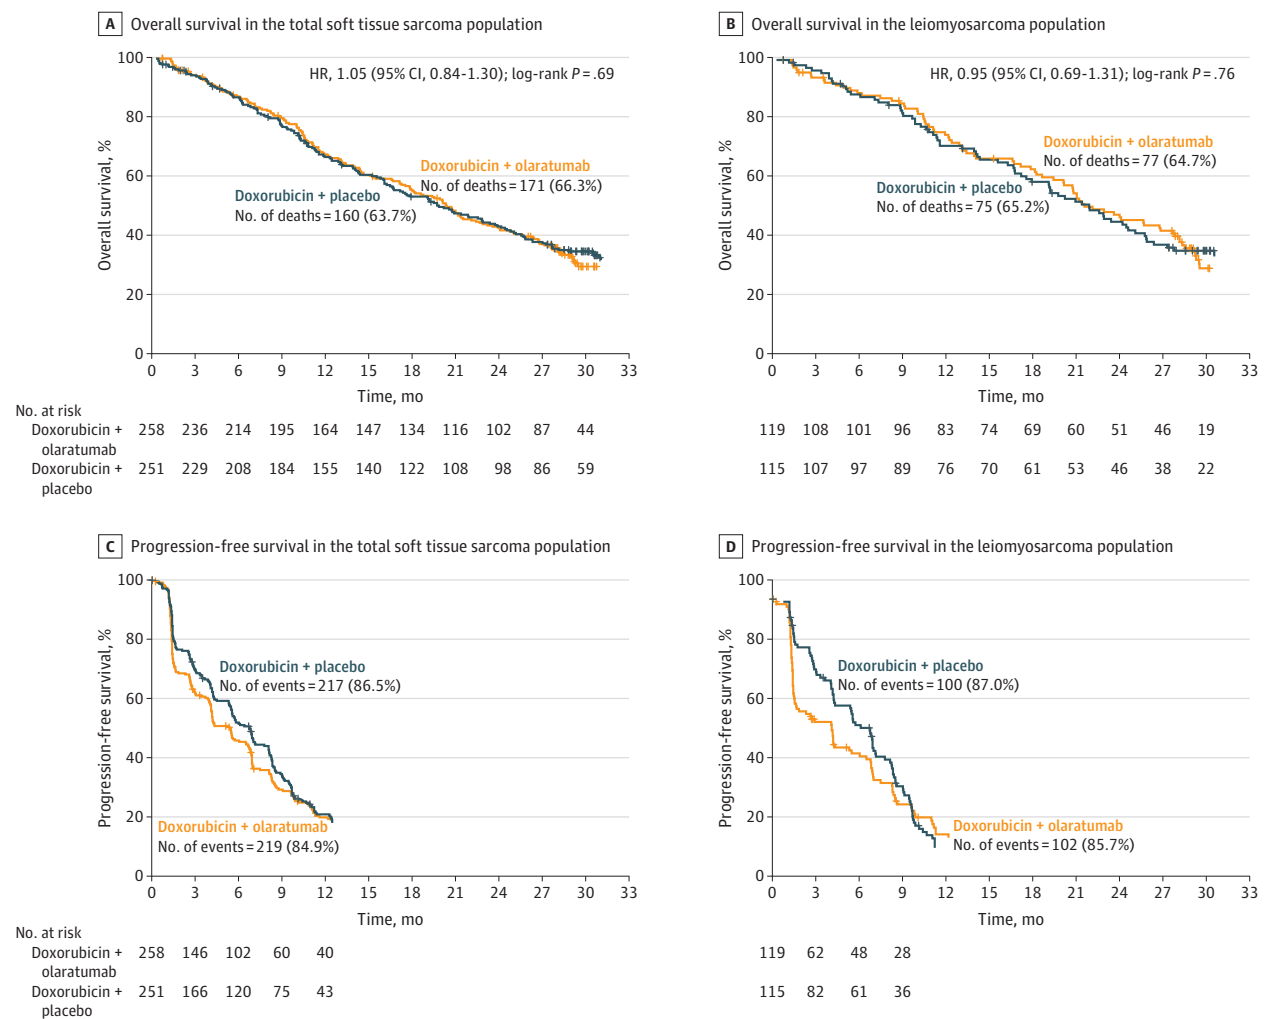 A Overall survival in the total soft tissue sarcoma population
100
80
60
40
20
0
Overall survival, %
HR, 1.05 (95% CI, 0.84-1.30); log-rank P = .69
Doxorubicin + olaratumab
No. of deaths = 171 (66.3%)
Doxorubicin + placebo
No. of deaths = 160 (63.7%)
0 3 6 9 12 15 18 21 24 27 30 33
Time, mo
No. at risk
Doxorubicin + olaratumab 258 236 214 195 164 147 134 116 102 87 44
Doxorubicin + placebo 251 229 208 184 155 140 122 108 98 86 59
B Overall survival in the leiomyosarcoma population
100
80
60
40
20
0
Overall survival, %
HR, 0.95 (95% CI, 0.69-1.31); log-rank P = .76
Doxorubicin + olaratumab
No. of deaths = 77 (64.7%)
Doxorubicin + placebo
No. of deaths = 75 (65.2%)
0 3 6 9 12 15 18 21 24 27 30 33
Time, mo
119 108 101 96 83 74 69 60 51 46 19
115 107 97 89 76 70 61 53 46 38 22
C Progression-free survival in the total soft tissue sarcoma population
100
80
60
40
20
0
Progression-free survival, %
Doxorubicin + placebo
No. of events = 217 (86.5%)
Doxorubicin + olaratumab
No. of events = 219 (84.9%)
0 3 6 9 12 15 18 21 24 27 30 33
Time, mo
No. at risk
Doxorubicin + olaratumab 258 146 102 60 40
Doxorubicin + placebo 251 166 120 75 43
D Progression-free survival in the leiomyosarcoma population
100
80
60
40
20
0
Progression-free survival, %
Doxorubicin + placebo
No. of events = 100 (87.0%)
Doxorubicin + olaratumab
No. of events = 102 (85.7%)
0 3 6 9 12 15 18 21 24 27 30 33
Time, mo
119 62 48 28
115 82 61 36